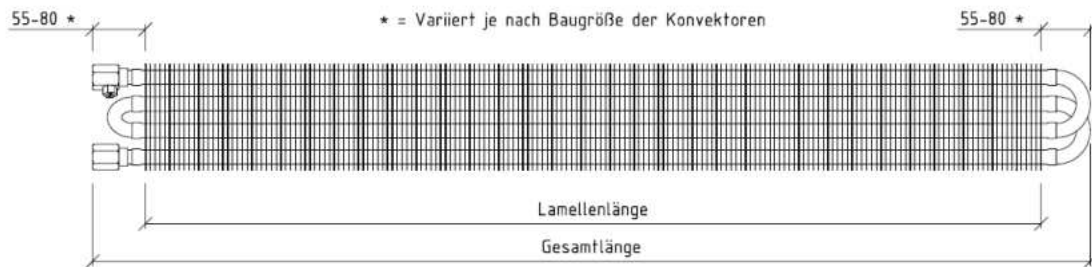 55-80 *
* = Variiert je nach Baugröße der Konvektoren
55-80 *
Lamellenlänge
Gesamtlänge